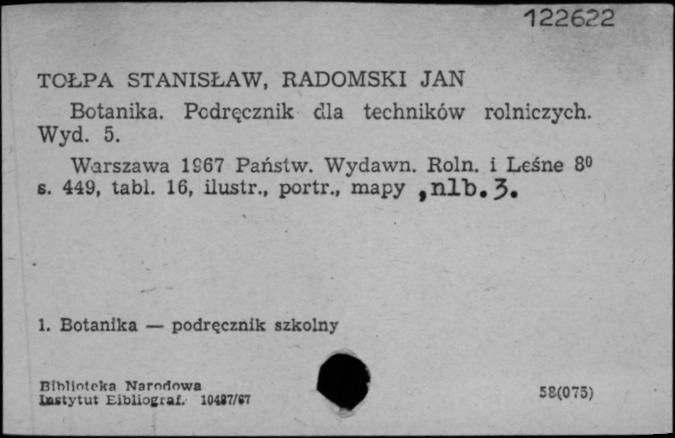 122622
TOŁPA STANISŁAW, RADOMSKI JAN
Botanika. Podręcznik dla techników rolniczych.
Wyd. 5.
Warszawa 1967 Państw. Wydawn. Roln. i Leśne 8⁰
s. 449, tabl. 16, ilustr., portr., mapy , nlb. 3.
1. Botanika — podręcznik szkolny
Biblioteka Narodowa
Instytut Bibliograf. 10487/67
58(075)